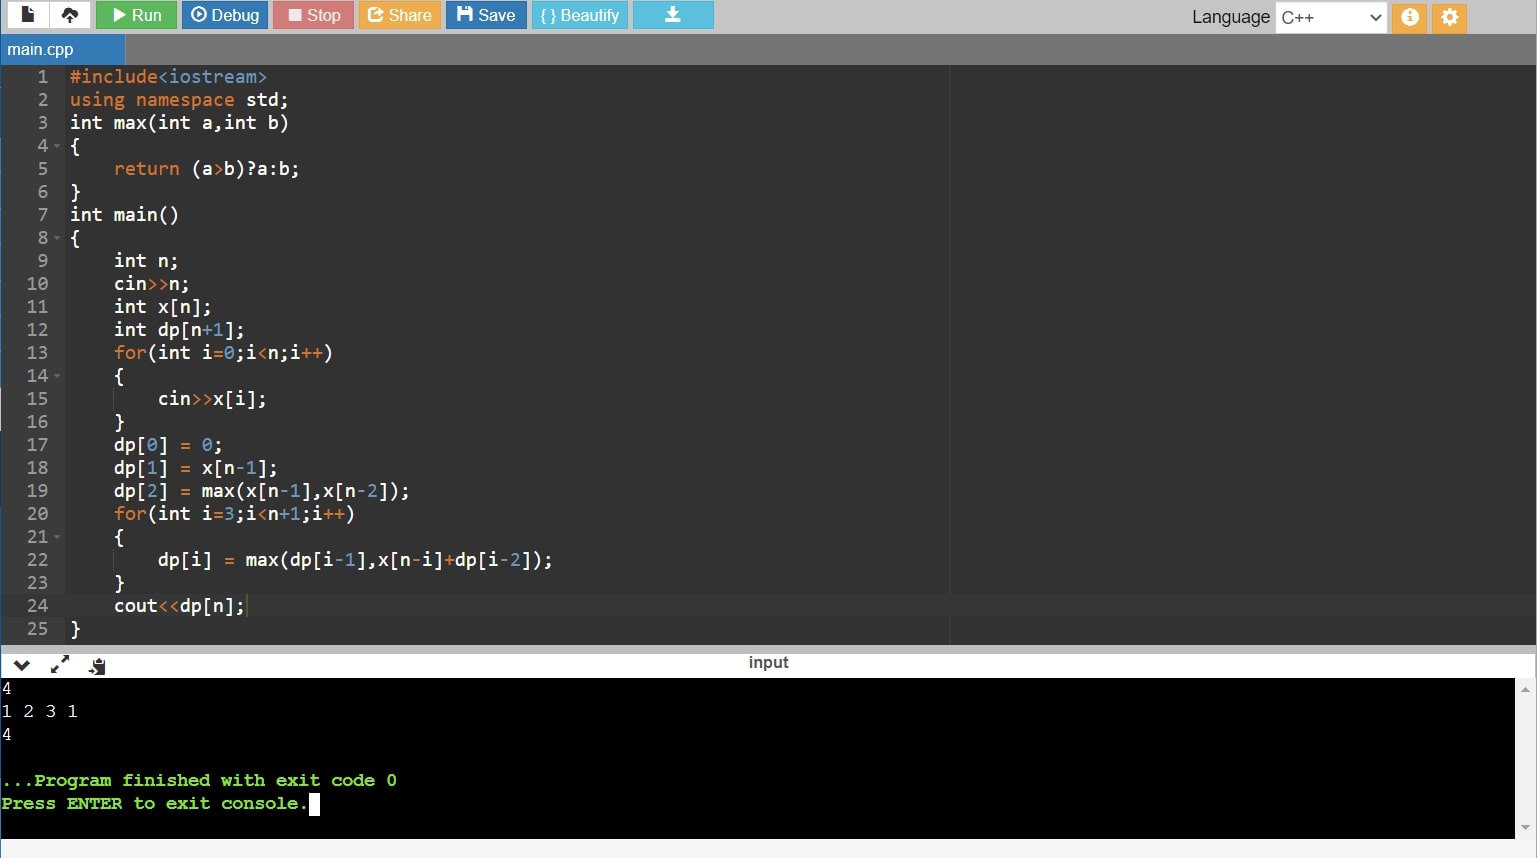 Run Debug Stop Share Save { } Beautify Language C++
main.cpp
1 #include<iostream>
2 using namespace std;
3 int max(int a,int b)
4 {
5     return (a>b)?a:b;
6 }
7 int main()
8 {
9     int n;
10     cin>>n;
11     int x[n];
12     int dp[n+1];
13     for(int i=0;i<n;i++)
14     {
15         cin>>x[i];
16     }
17     dp[0] = 0;
18     dp[1] = x[n-1];
19     dp[2] = max(x[n-1],x[n-2]);
20     for(int i=3;i<n+1;i++)
21     {
22         dp[i] = max(dp[i-1],x[n-i]+dp[i-2]);
23     }
24     cout<<dp[n];
25 }
input
4
1 2 3 1
4
...Program finished with exit code 0
Press ENTER to exit console.